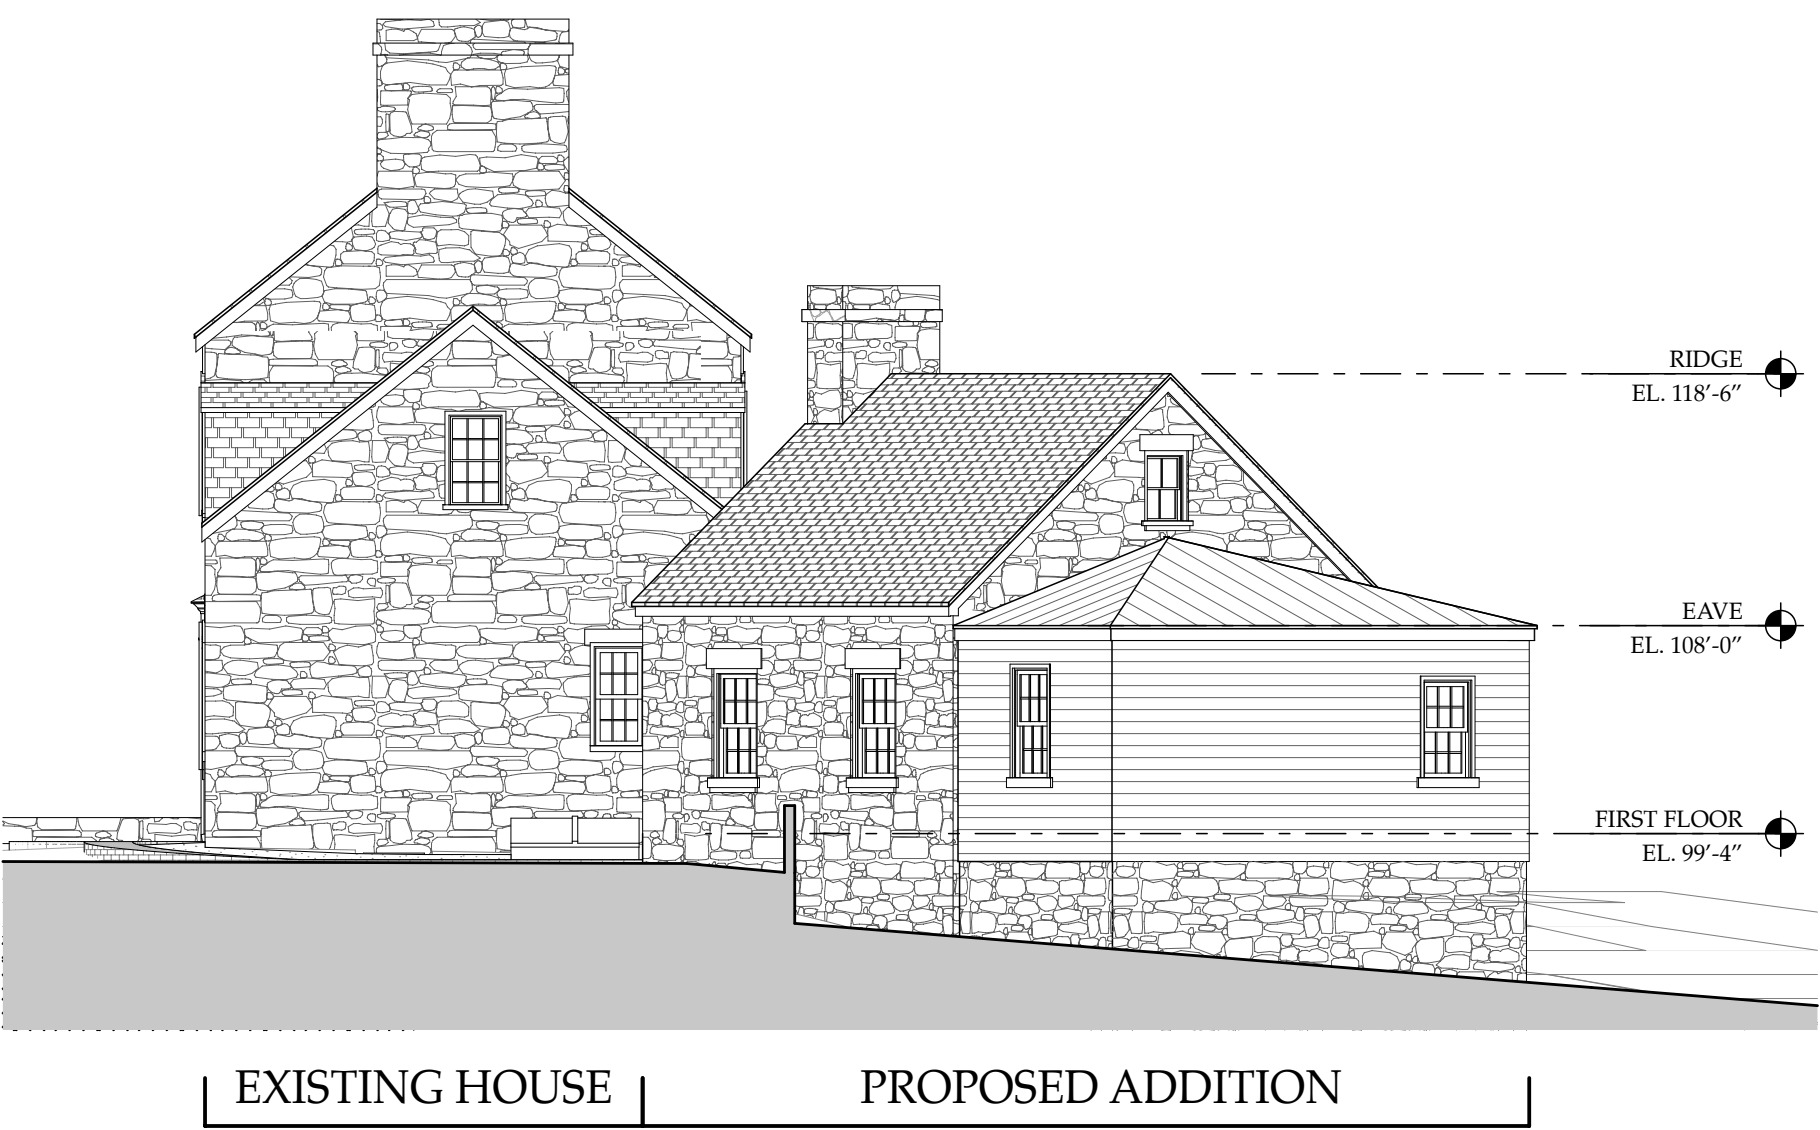 RIDGE
EL. 118’-6”
EAVE
EL. 108’-0”
FIRST FLOOR
EL. 99’-4”
EXISTING HOUSE
PROPOSED ADDITION